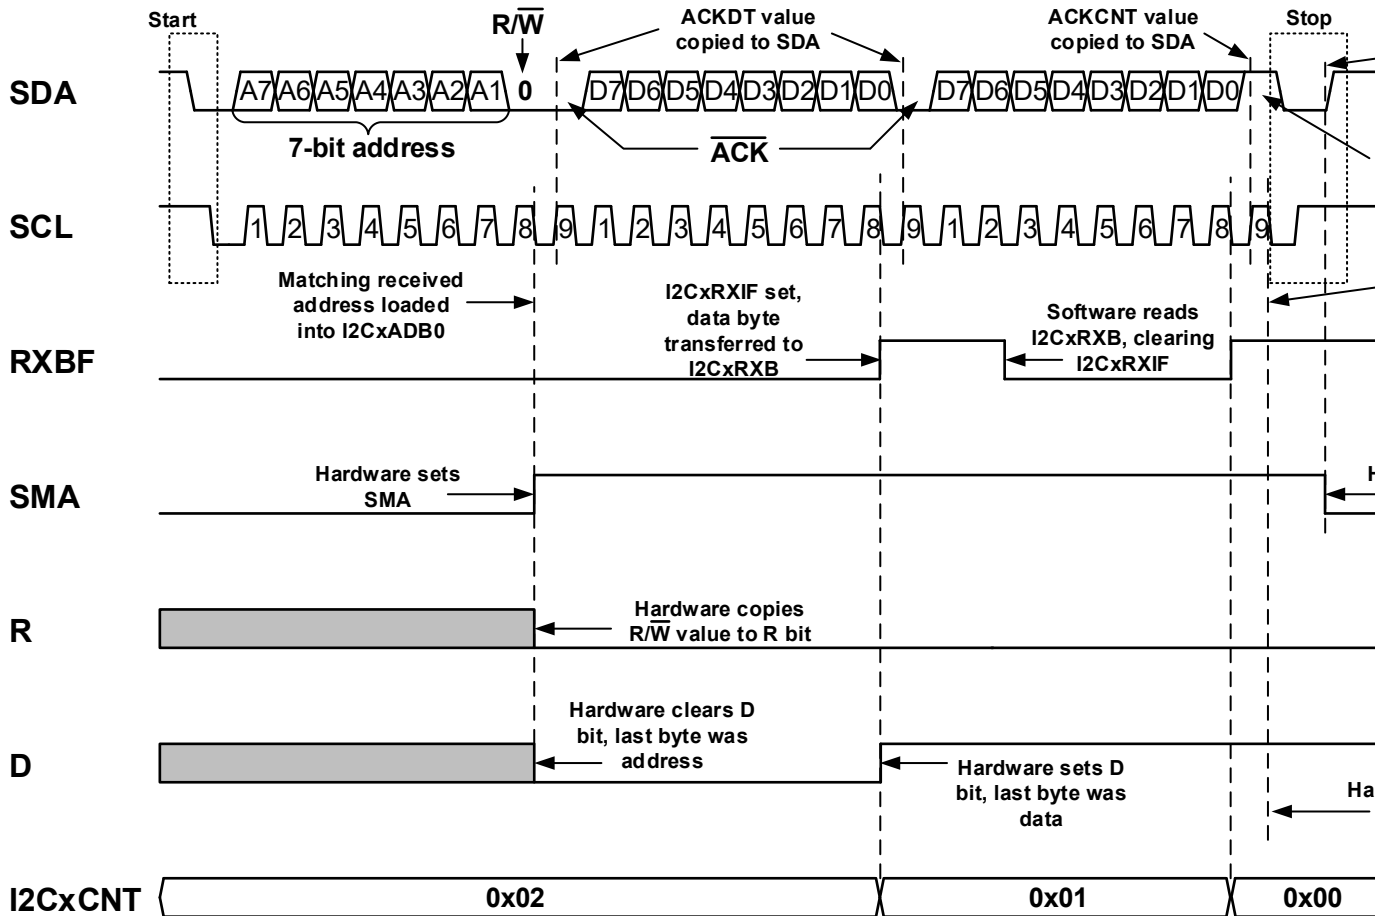 Start
R/W
ACKDT value
copied to SDA
ACKCNT value
copied to SDA
Stop
SDA
A7 A6 A5 A4 A3 A2 A1 0 D7 D6 D5 D4 D3 D2 D1 D0 D7 D6 D5 D4 D3 D2 D1 D0
7-bit address
ACK
SCL
1 2 3 4 5 6 7 8 9 1 2 3 4 5 6 7 8 9 1 2 3 4 5 6 7 8 9
Matching received
address loaded
into I2CxADB0
I2CxRXIF set,
data byte
transferred to
I2CxRXB
Software reads
I2CxRXB, clearing
I2CxRXIF
RXBF
Hardware sets
SMA
H
SMA
Hardware copies
R/W value to R bit
R
Hardware clears D
bit, last byte was
address
Hardware sets D
bit, last byte was
data
Ha
D
I2CxCNT
0x02
0x01
0x00